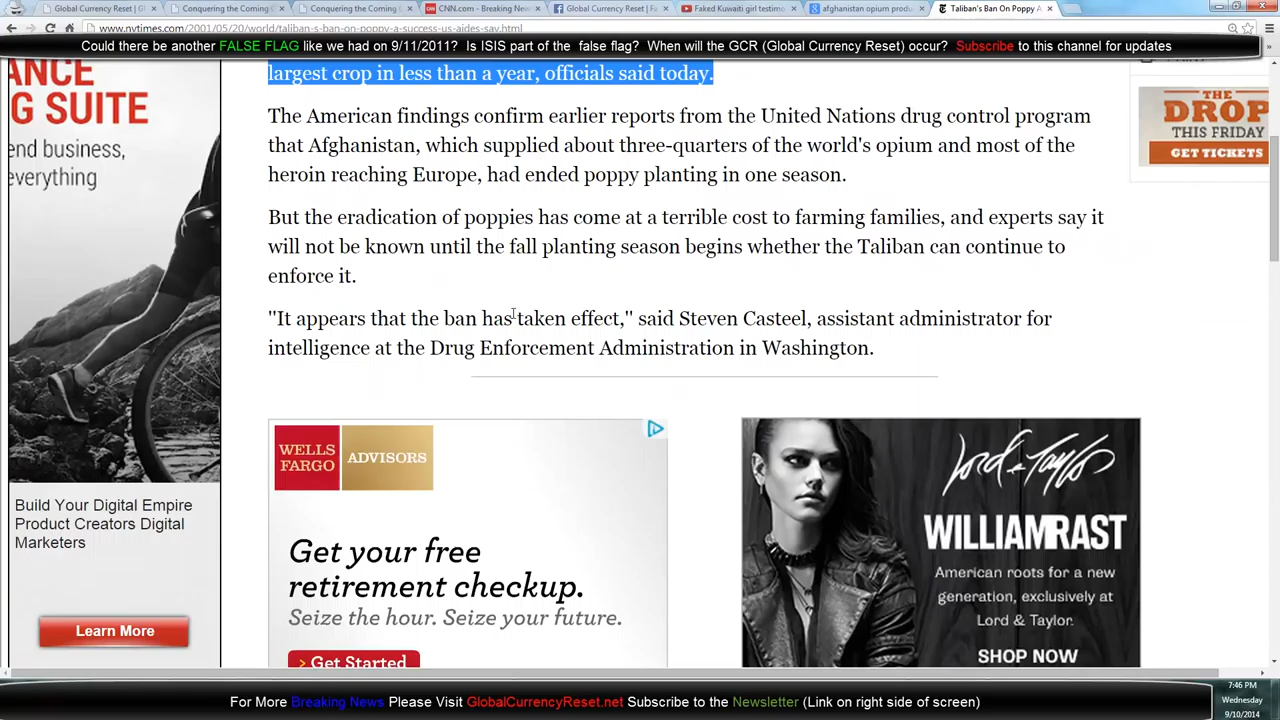 Global Currency Reset | Gl
Conquering the Coming G
Conquering the Coming G
CNN.com - Breaking New
Global Currency Reset | Fa
Faked Kuwaiti girl testimo
afghanistan opium produc
Taliban's Ban On Poppy A
www.nytimes.com/2001/05/20/world/taliban-s-ban-on-poppy-a-success-us-aides-say.html
Could there be another FALSE FLAG like we had on 9/11/2011? Is ISIS part of the false flag? When will the GCR (Global Currency Reset) occur? Subscribe to this channel for updates
ANCE
G SUITE
end business,
everything
largest crop in less than a year, officials said today.
The American findings confirm earlier reports from the United Nations drug control program
that Afghanistan, which supplied about three-quarters of the world's opium and most of the
heroin reaching Europe, had ended poppy planting in one season.
But the eradication of poppies has come at a terrible cost to farming families, and experts say it
will not be known until the fall planting season begins whether the Taliban can continue to
enforce it.
"It appears that the ban has taken effect,'' said Steven Casteel, assistant administrator for
intelligence at the Drug Enforcement Administration in Washington.
THE
DROP
THIS FRIDAY
GET TICKETS
Build Your Digital Empire
Product Creators Digital
Marketers
Learn More
WELLS
FARGO
ADVISORS
Get your free
retirement checkup.
Seize the hour. Seize your future.
> Get Started
Lord & Taylor
WILLIAM RAST
American roots for a new
generation, exclusively at
Lord & Taylor.
SHOP NOW
For More Breaking News Please Visit GlobalCurrencyReset.net Subscribe to the Newsletter (Link on right side of screen)
7:46 PM
Wednesday
9/10/2014